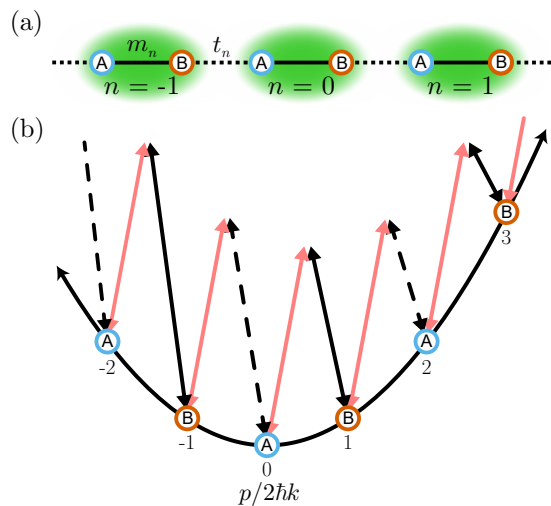 (a)
m_n t_n
A B A B A B
n = -1 n = 0 n = 1
(b)
B
3
A A
-2 2
B B
-1 1
A
0
p/2ħk